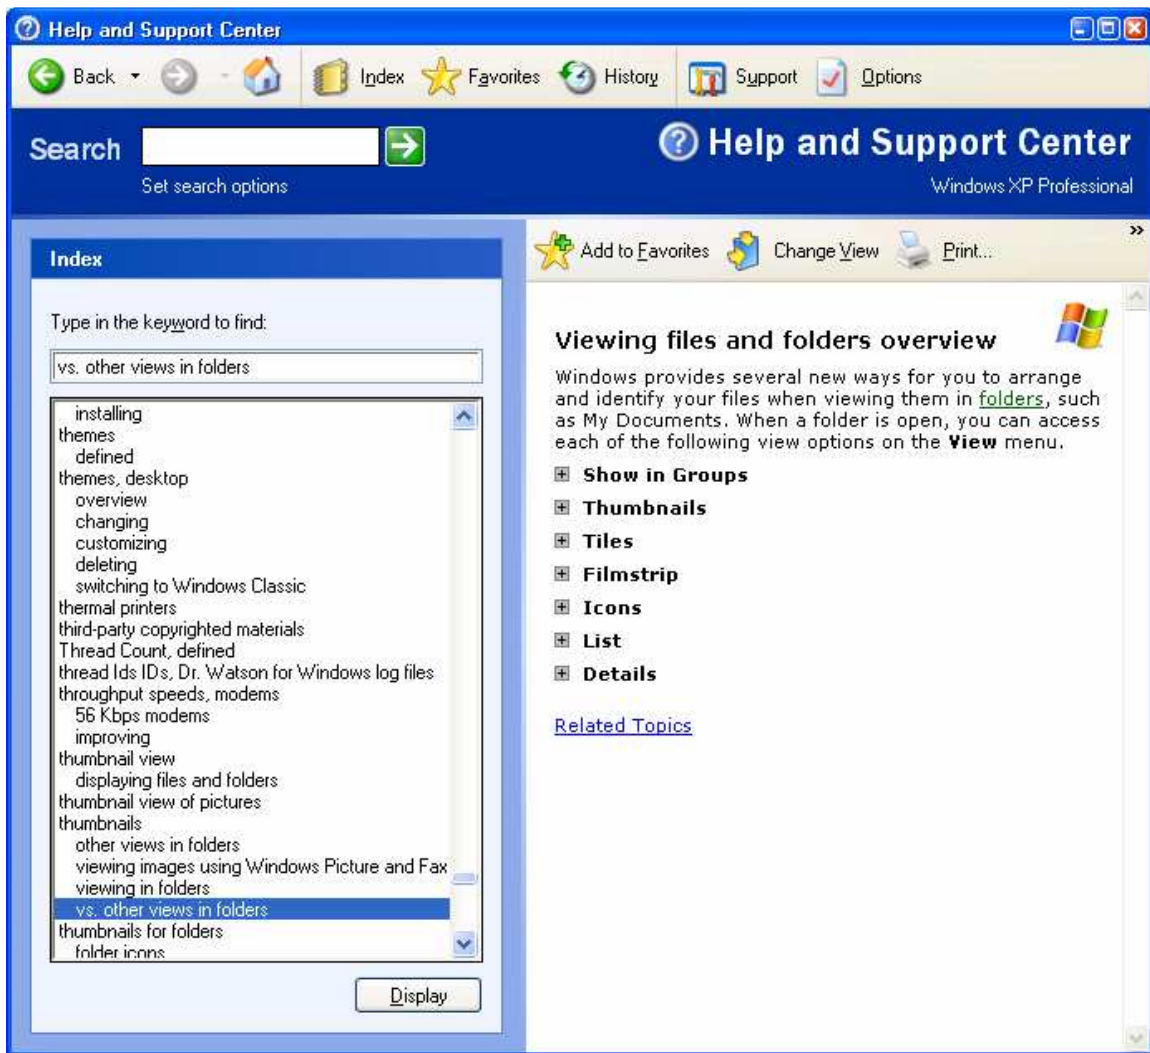 Help and Support Center
Back Index Favorites History Support Options
Search
Set search options
Help and Support Center
Windows XP Professional
Index
Type in the keyword to find:
vs. other views in folders
installing
themes
defined
themes, desktop
overview
changing
customizing
deleting
switching to Windows Classic
thermal printers
third-party copyrighted materials
Thread Count, defined
thread Ids IDs, Dr. Watson for Windows log files
throughput speeds, modems
56 Kbps modems
improving
thumbnail view
displaying files and folders
thumbnail view of pictures
thumbnails
other views in folders
viewing images using Windows Picture and Fax
viewing in folders
vs. other views in folders
thumbnails for folders
folder icons
Display
Add to Favorites Change View Print... »
Viewing files and folders overview
Windows provides several new ways for you to arrange
and identify your files when viewing them in folders, such
as My Documents. When a folder is open, you can access
each of the following view options on the View menu.
Show in Groups
Thumbnails
Tiles
Filmstrip
Icons
List
Details
Related Topics